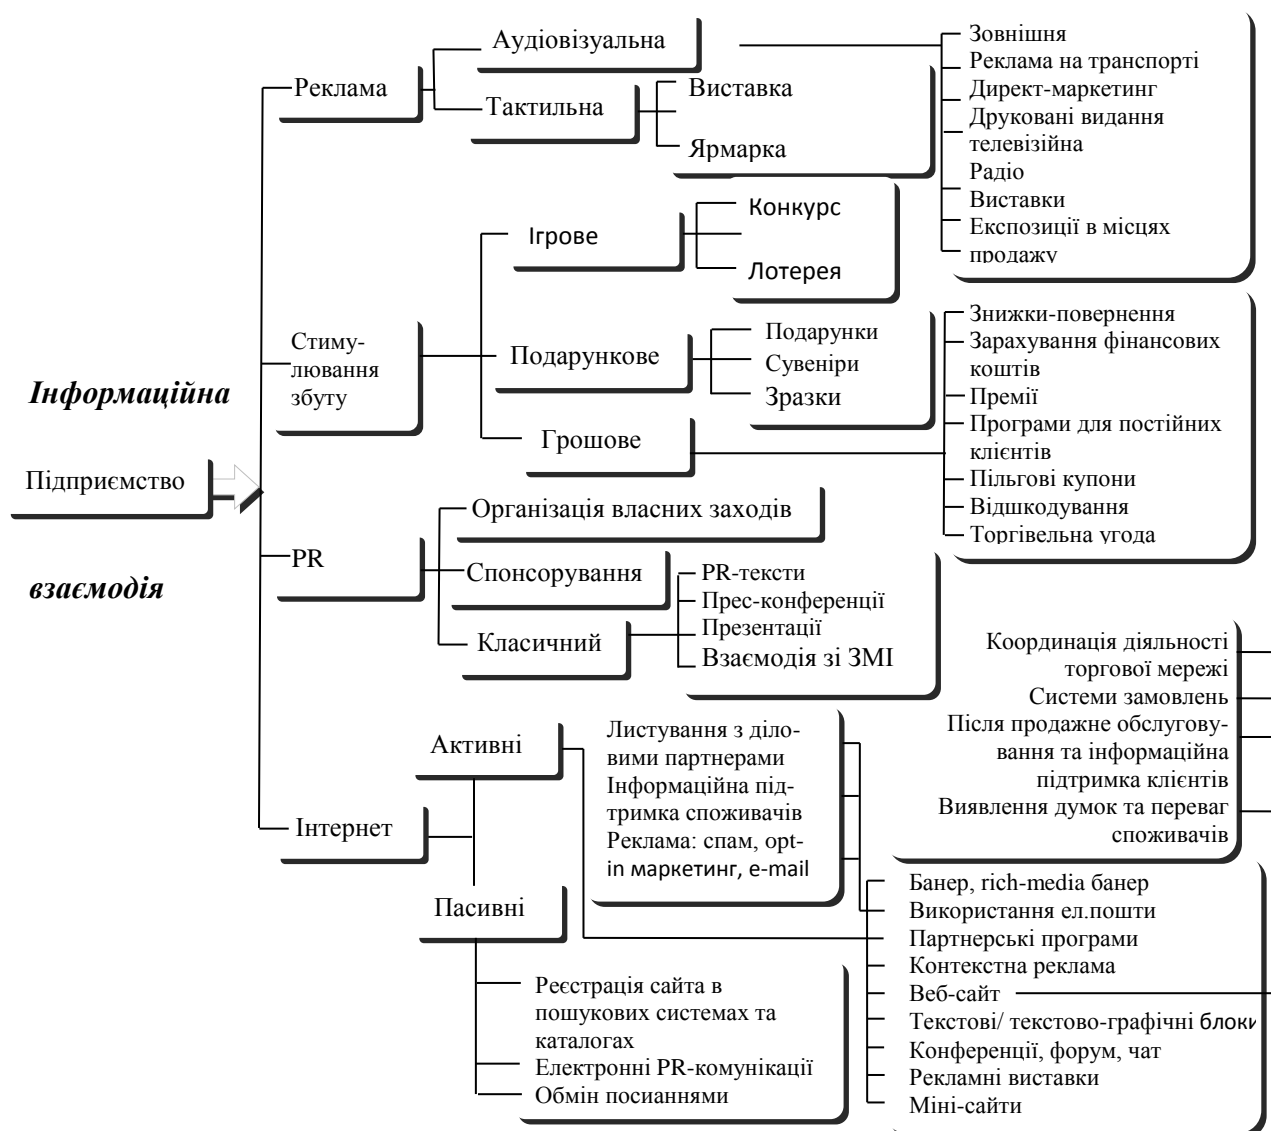 Інформаційна
Підприємство
взаємодія
Реклама
Аудіовізуальна
Зовнішня
Реклама на транспорті
Директ-маркетинг
Друковані видання
телевізійна
Радіо
Виставки
Експозиції в місцях
продажу
Тактильна
Виставка
Ярмарка
Стиму-
лювання
збуту
Ігрове
Конкурс
Лотерея
Подарункове
Подарунки
Сувеніри
Зразки
Грошове
Знижки-повернення
Зарахування фінансових
коштів
Премії
Програми для постійних
клієнтів
Пільгові купони
Відшкодування
Торгівельна угода
PR
Організація власних заходів
Спонсорування
Класичний
PR-тексти
Прес-конференції
Презентації
Взаємодія зі ЗМІ
Інтернет
Активні
Листування з діло-
вими партнерами
Інформаційна під-
тримка споживачів
Реклама: спам, opt-
in маркетинг, e-mail
Координація діяльності
торгової мережі
Системи замовлень
Після продажне обслугову-
вання та інформаційна
підтримка клієнтів
Виявлення думок та переваг
споживачів
Банер, rich-media банер
Використання ел.пошти
Партнерські програми
Контекстна реклама
Веб-сайт
Текстові/ текстово-графічні блоки
Конференції, форум, чат
Рекламні виставки
Міні-сайти
Пасивні
Реєстрація сайта в
пошукових системах та
каталогах
Електронні PR-комунікації
Обмін посианнями